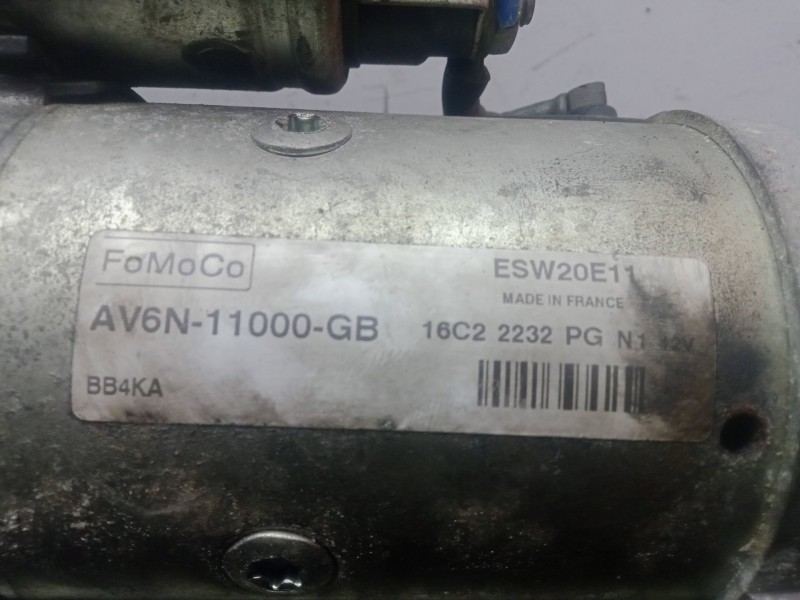 FoMoCo
ESW20E11
MADE IN FRANCE
AV6N-11000-GB 16C2 2232 PG N1 12V
BB4KA